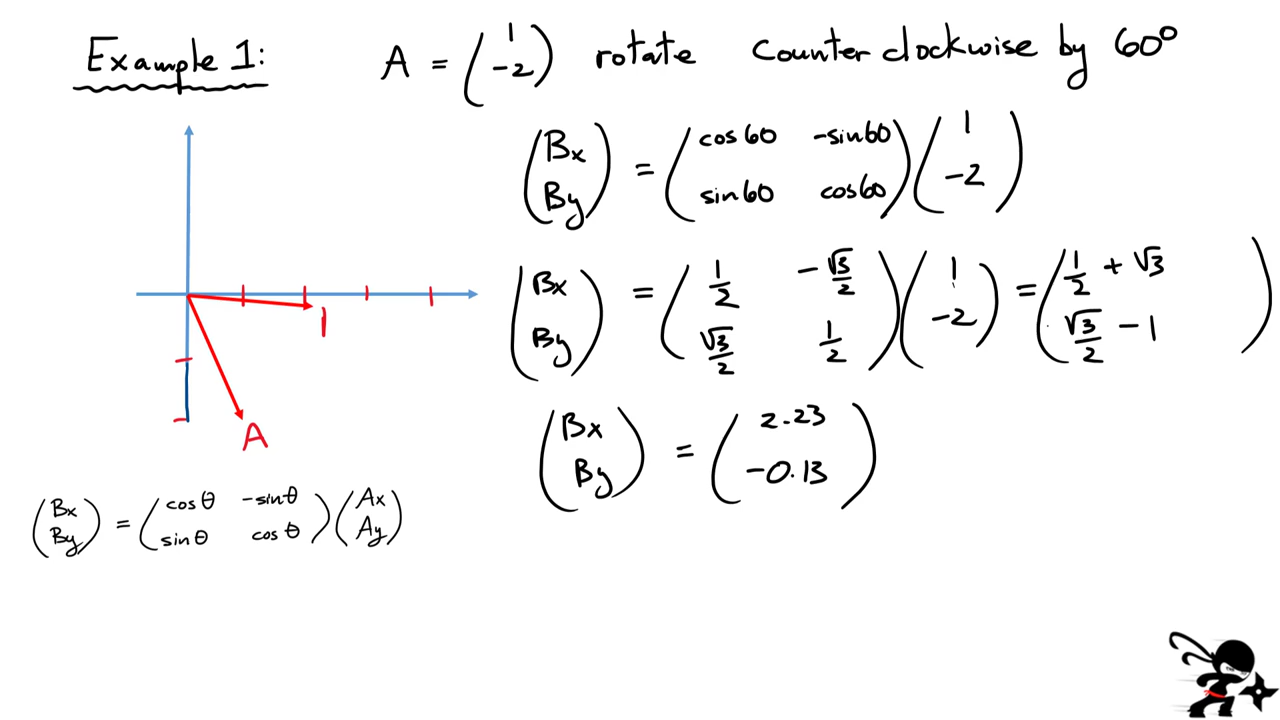 Example 1: A = (1 -2) rotate Counter clockwise by 60°
(Bx By) = (cos60 -sin60 sin60 cos60)(1 -2)
(Bx By) = (1/2 -√3/2 √3/2 1/2)(1 -2) = (1/2 + √3 √3/2 - 1)
(Bx By) = (2.23 -0.13)
A
(Bx By) = (cosθ -sinθ sinθ cosθ)(Ax Ay)